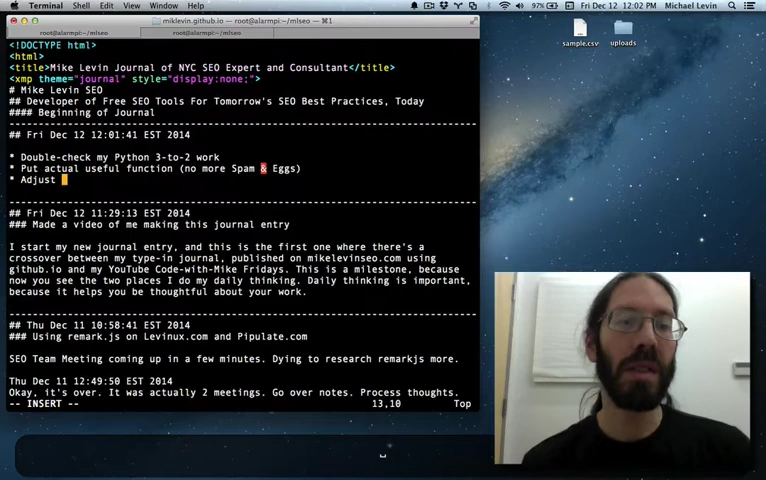 Terminal Shell Edit View Window Help 97% Fri Dec 12 12:02 PM Michael Levin
miklevin.github.io — root@alarmpi:~/mlseo — ⌘1
root@alarmpi:~/mlseo root@alarmpi:~/mlseo
sample.csv uploads
<!DOCTYPE html>
<html>
<title>Mike Levin Journal of NYC SEO Expert and Consultant</title>
<xmp theme="journal" style="display:none;">
# Mike Levin SEO
## Developer of Free SEO Tools For Tomorrow's SEO Best Practices, Today
#### Beginning of Journal
--------------------------------------------------------------------------------
## Fri Dec 12 12:01:41 EST 2014
* Double-check my Python 3-to-2 work
* Put actual useful function (no more Spam & Eggs)
* Adjust
--------------------------------------------------------------------------------
## Fri Dec 12 11:29:13 EST 2014
### Made a video of me making this journal entry
I start my new journal entry, and this is the first one where there's a
crossover between my type-in journal, published on mikelevinseo.com using
github.io and my YouTube Code-with-Mike Fridays. This is a milestone, because
now you see the two places I do my daily thinking. Daily thinking is important,
because it helps you be thoughtful about your work.
--------------------------------------------------------------------------------
## Thu Dec 11 10:58:41 EST 2014
### Using remark.js on Levinux.com and Pipulate.com
SEO Team Meeting coming up in a few minutes. Dying to research remarkjs more.
Thu Dec 11 12:49:50 EST 2014
Okay, it's over. It was actually 2 meetings. Go over notes. Process thoughts.
-- INSERT -- 13,10 Top